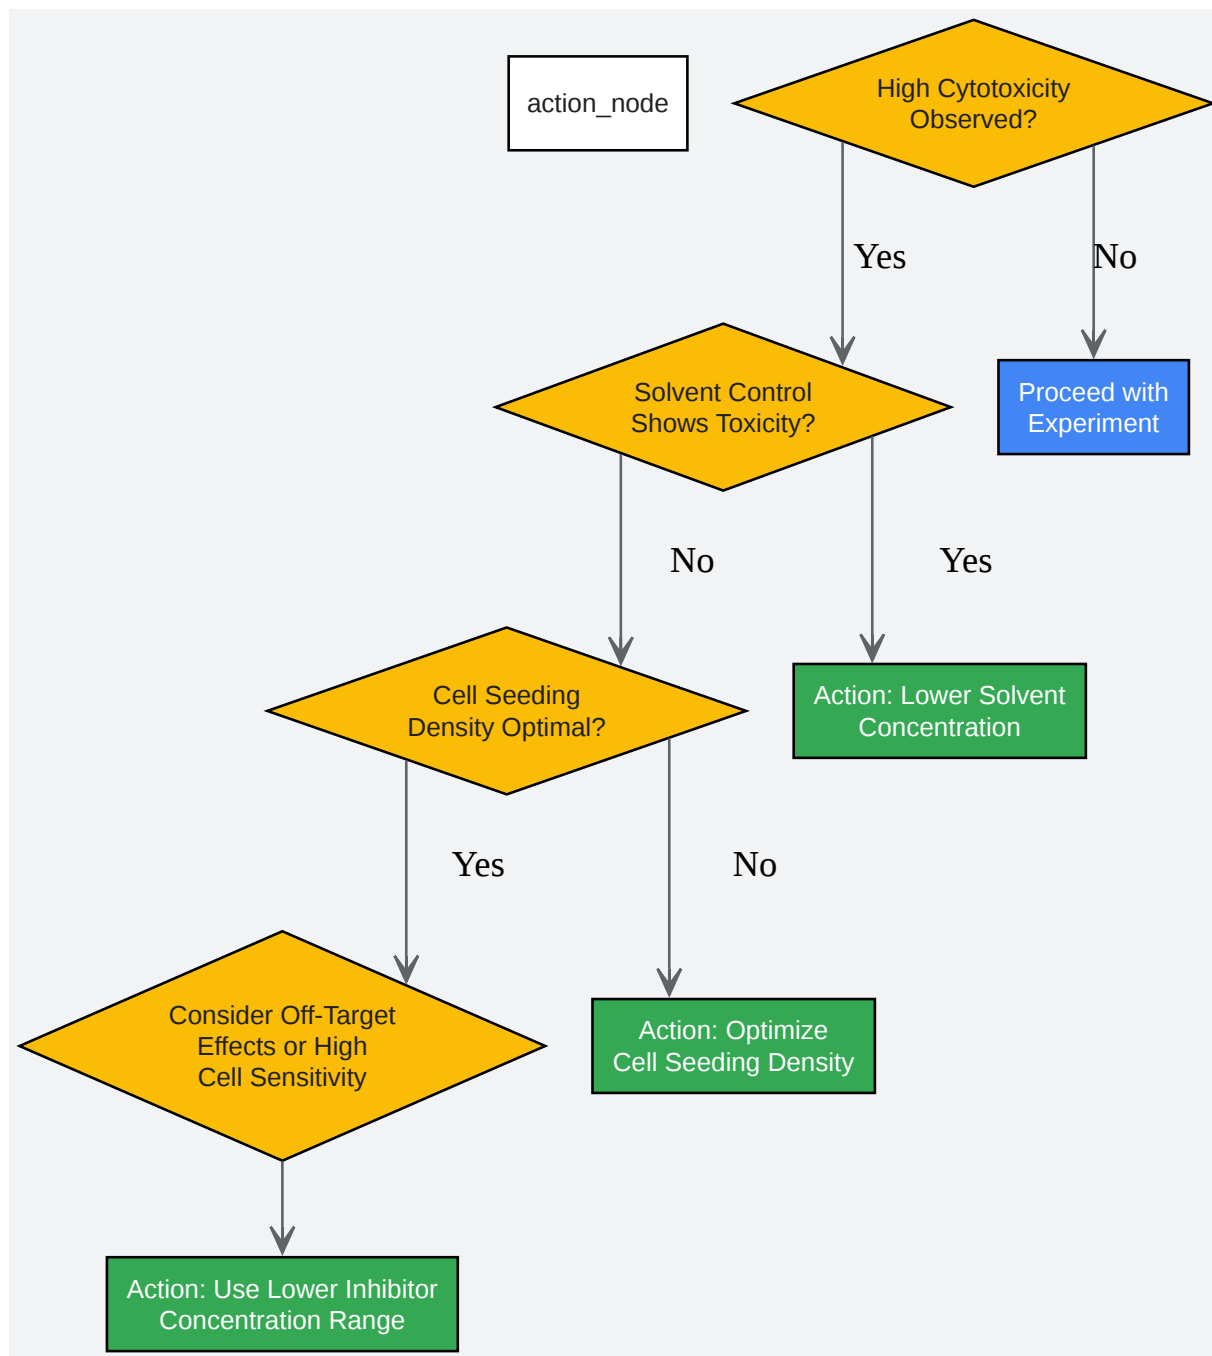 action_node
High Cytotoxicity
Observed?
Yes
No
Solvent Control
Shows Toxicity?
Proceed with
Experiment
No
Yes
Cell Seeding
Density Optimal?
Action: Lower Solvent
Concentration
Yes
No
Consider Off-Target
Effects or High
Cell Sensitivity
Action: Optimize
Cell Seeding Density
Action: Use Lower Inhibitor
Concentration Range